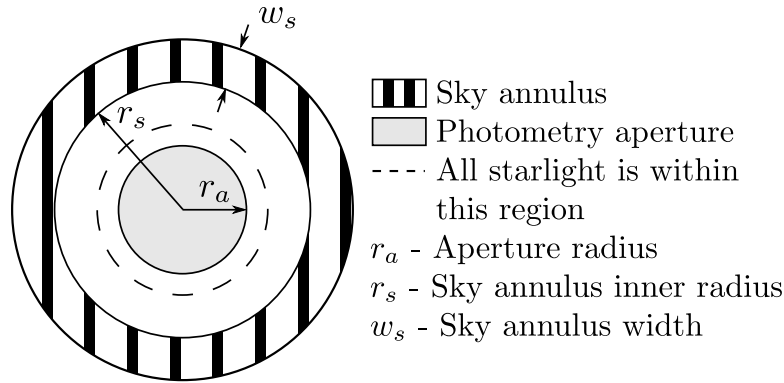 w_s
r_s
r_a
Sky annulus
Photometry aperture
All starlight is within
this region
r_a - Aperture radius
r_s - Sky annulus inner radius
w_s - Sky annulus width